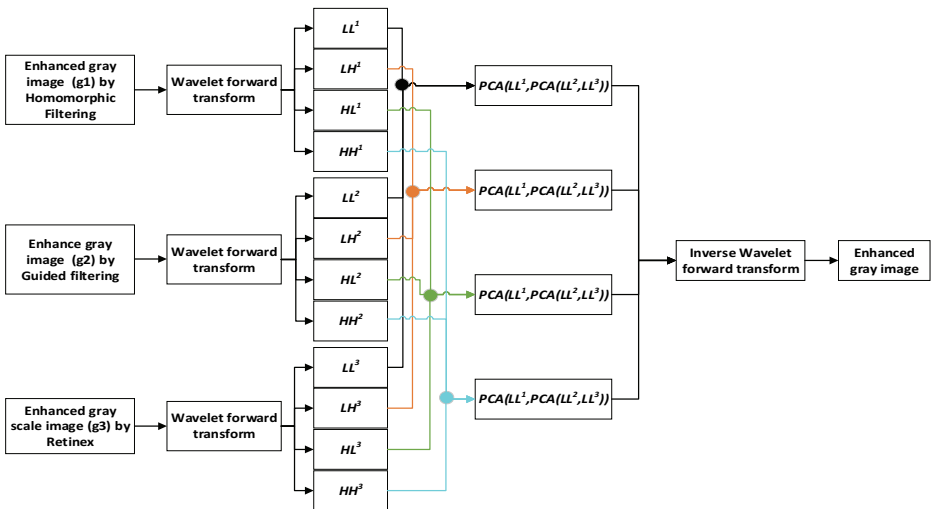 Enhanced gray
image (g1) by
Homomorphic
Filtering
Wavelet forward
transform
LL¹
LH¹
HL¹
HH¹
PCA(LL¹,PCA(LL²,LL³))
Enhance gray
image (g2) by
Guided filtering
Wavelet forward
transform
LL²
LH²
HL²
HH²
PCA(LL¹,PCA(LL²,LL³))
PCA(LL¹,PCA(LL²,LL³))
Inverse Wavelet
forward transform
Enhanced
gray image
Enhanced gray
scale image (g3) by
Retinex
Wavelet forward
transform
LL³
LH³
HL³
HH³
PCA(LL¹,PCA(LL²,LL³))